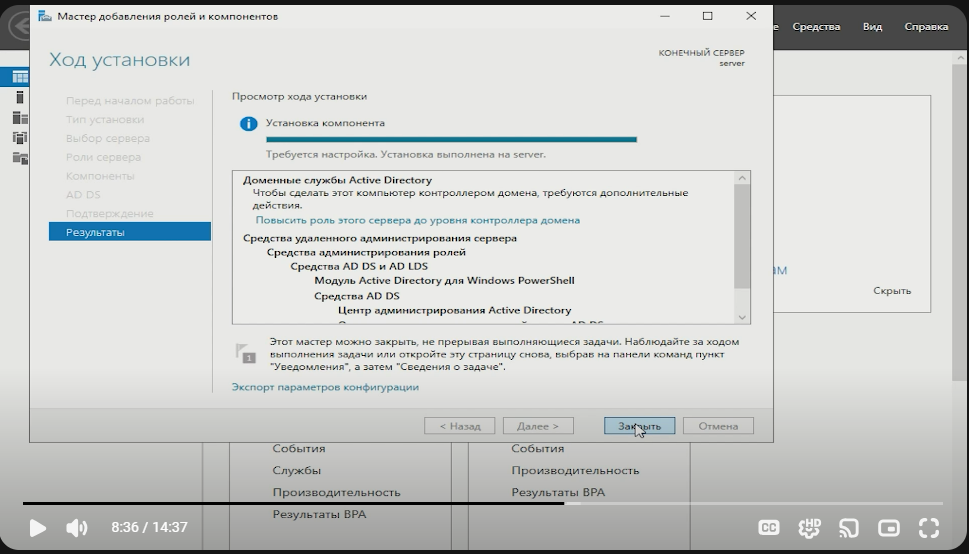 Мастер добавления ролей и компонентов
е Средства Вид Справка
Ход установки
КОНЕЧНЫЙ СЕРВЕР
server
Перед началом работы
Тип установки
Выбор сервера
Роли сервера
Компоненты
AD DS
Подтверждение
Результаты
Просмотр хода установки
Установка компонента
Требуется настройка. Установка выполнена на server.
Доменные службы Active Directory
Чтобы сделать этот компьютер контроллером домена, требуются дополнительные
действия.
Повысить роль этого сервера до уровня контроллера домена
Средства удаленного администрирования сервера
Средства администрирования ролей
Средства AD DS и AD LDS
Модуль Active Directory для Windows PowerShell
Средства AD DS
Центр администрирования Active Directory
ам
Скрыть
1
Этот мастер можно закрыть, не прерывая выполняющиеся задачи. Наблюдайте за ходом
выполнения задачи или откройте эту страницу снова, выбрав на панели команд пункт
"Уведомления", а затем "Сведения о задаче".
Экспорт параметров конфигурации
< Назад Далее > Закрыть Отмена
События События
Службы Производительность
Производительность Результаты BPA
Результаты BPA
8:36 / 14:37 CC HD